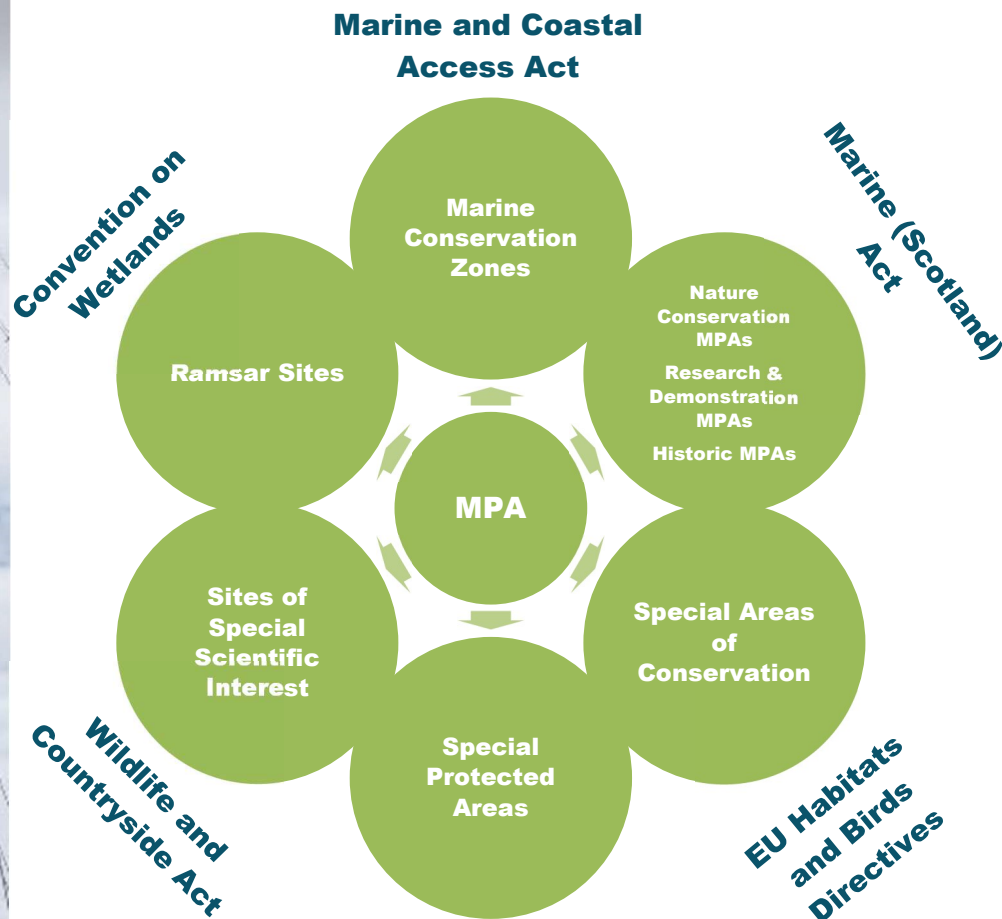 Marine and Coastal
Access Act
Convention on
Wetlands
Marine (Scotland)
Act
Marine
Conservation
Zones
Nature
Conservation
MPAs
Research &
Demonstration
MPAs
Historic MPAs
Ramsar Sites
MPA
Sites of
Special
Scientific
Interest
Special Areas
of
Conservation
Special
Protected
Areas
Wildlife and
Countryside Act
EU Habitats
and Birds
Directives